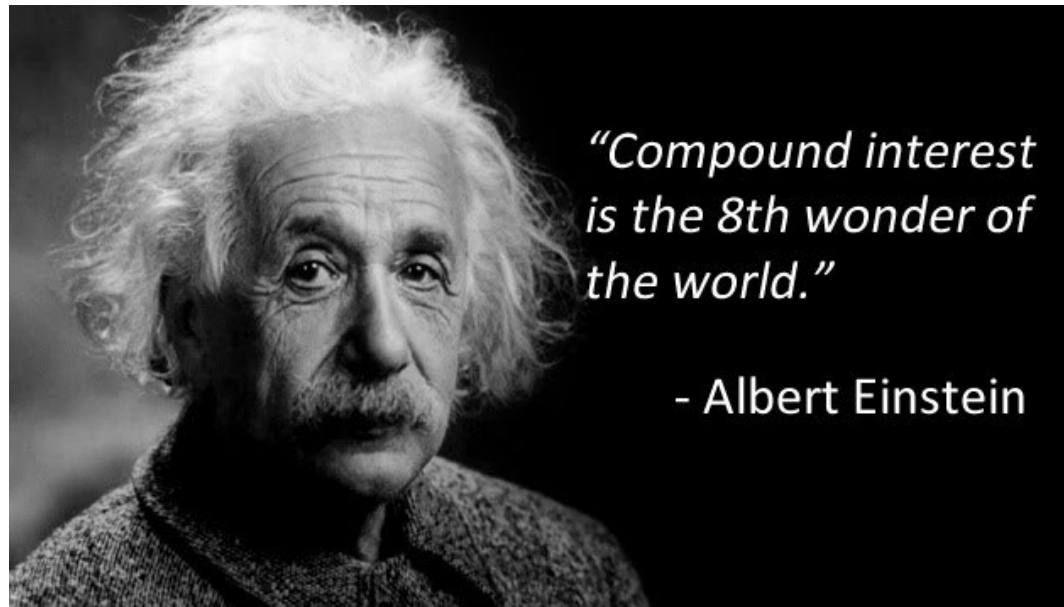 “Compound interest
is the 8th wonder of
the world.”
- Albert Einstein